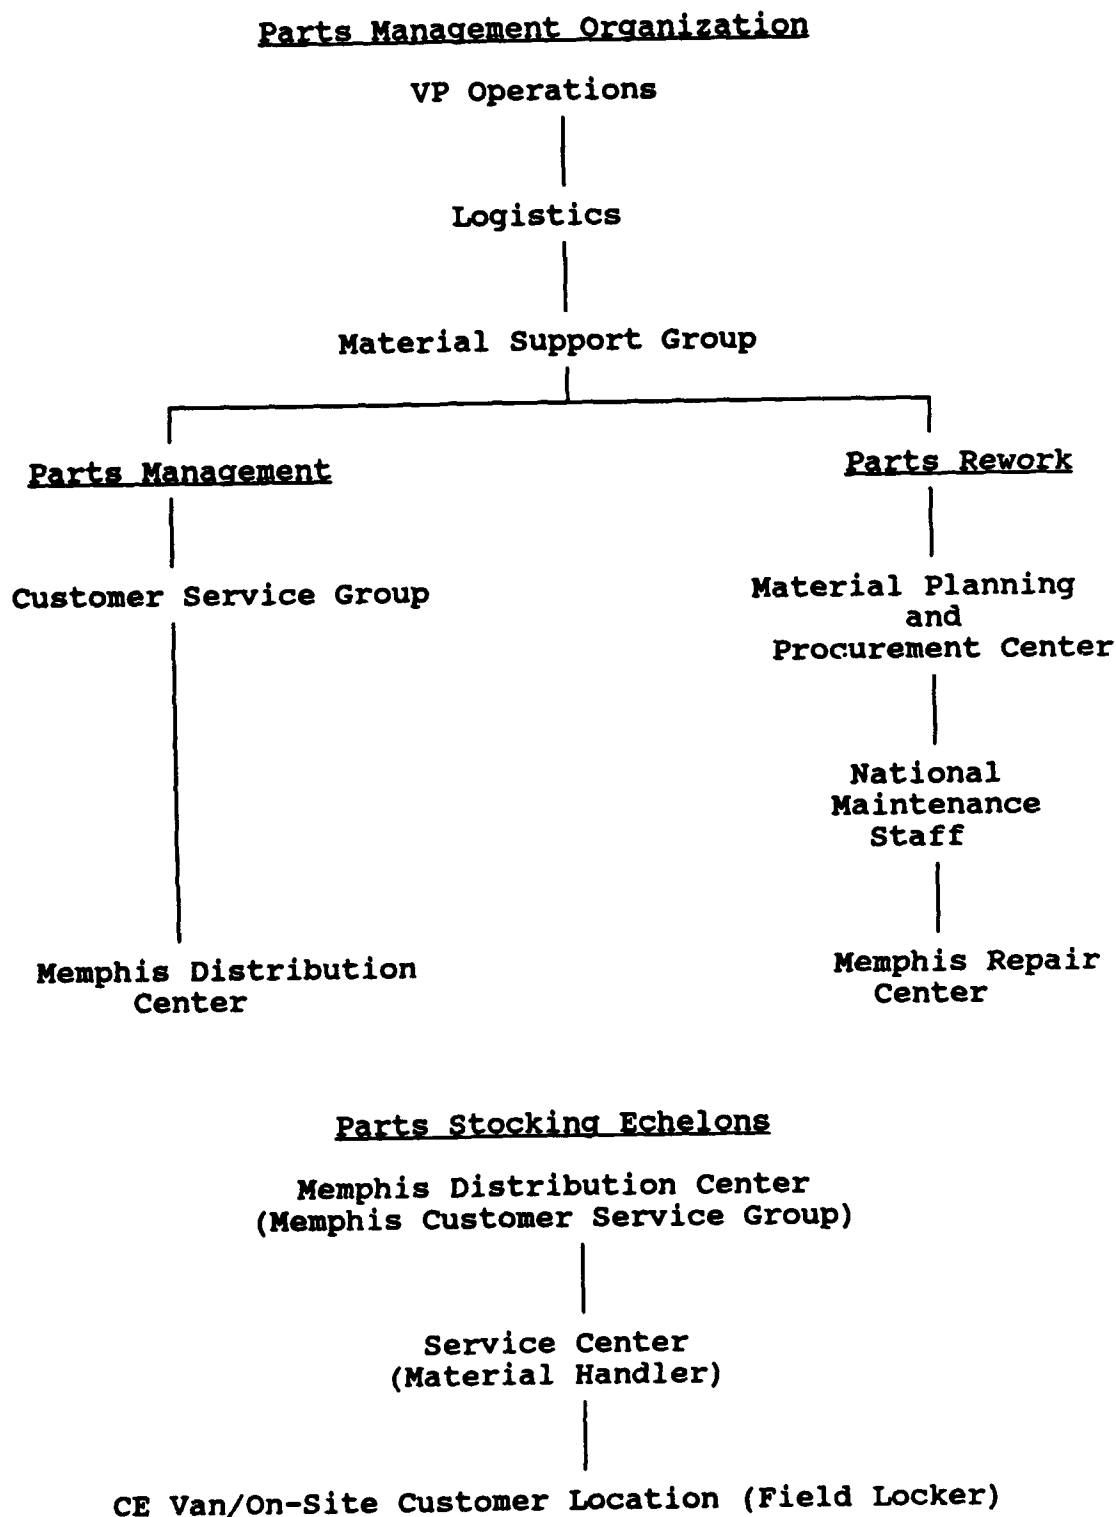 Parts Management Organization
VP Operations
Logistics
Material Support Group
Parts Management
Parts Rework
Customer Service Group
Material Planning
and
Procurement Center
National
Maintenance
Staff
Memphis Distribution
Center
Memphis Repair
Center
Parts Stocking Echelons
Memphis Distribution Center
(Memphis Customer Service Group)
Service Center
(Material Handler)
CE Van/On-Site Customer Location (Field Locker)